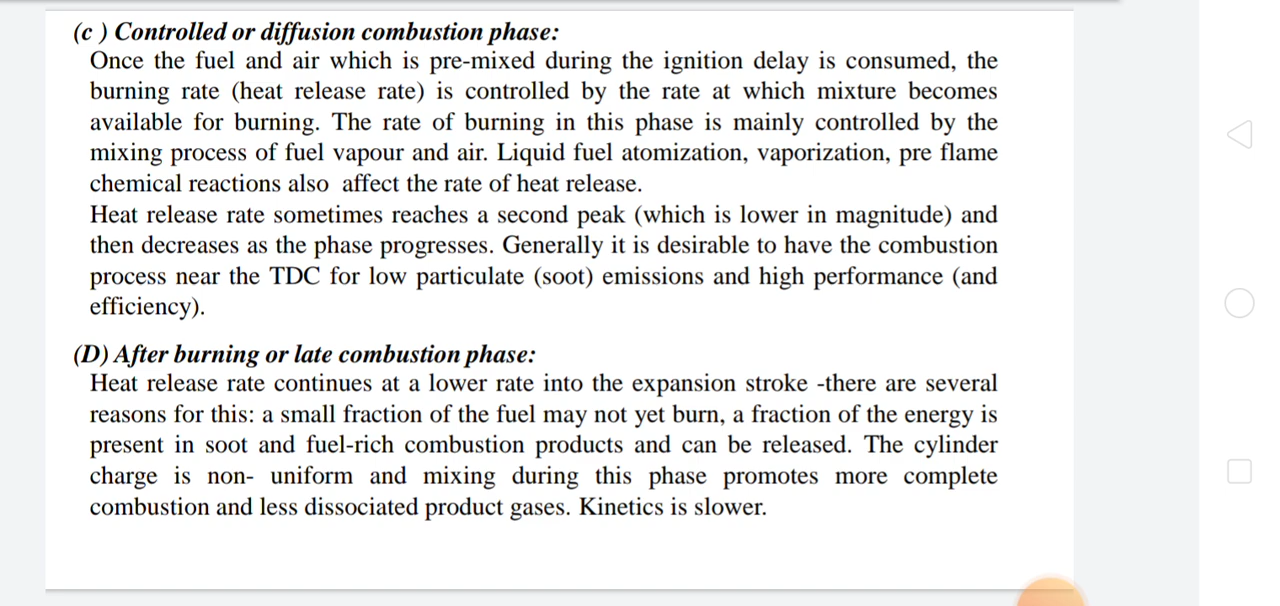 (c ) Controlled or diffusion combustion phase:
Once the fuel and air which is pre-mixed during the ignition delay is consumed, the
burning rate (heat release rate) is controlled by the rate at which mixture becomes
available for burning. The rate of burning in this phase is mainly controlled by the
mixing process of fuel vapour and air. Liquid fuel atomization, vaporization, pre flame
chemical reactions also  affect the rate of heat release.
Heat release rate sometimes reaches a second peak (which is lower in magnitude) and
then decreases as the phase progresses. Generally it is desirable to have the combustion
process near the TDC for low particulate (soot) emissions and high performance (and
efficiency).
(D) After burning or late combustion phase:
Heat release rate continues at a lower rate into the expansion stroke -there are several
reasons for this: a small fraction of the fuel may not yet burn, a fraction of the energy is
present in soot and fuel-rich combustion products and can be released. The cylinder
charge is non- uniform and mixing during this phase promotes more complete
combustion and less dissociated product gases. Kinetics is slower.